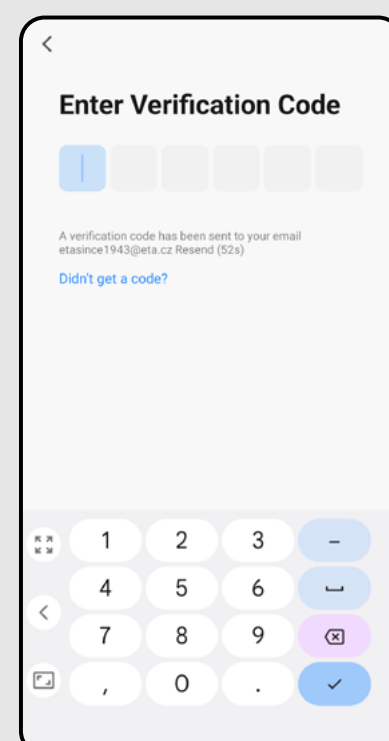 Enter Verification Code
A verification code has been sent to your email
etasince1943@eta.cz Resend (52s)
Didn't get a code?
1 2 3 -
4 5 6
7 8 9
, 0 .